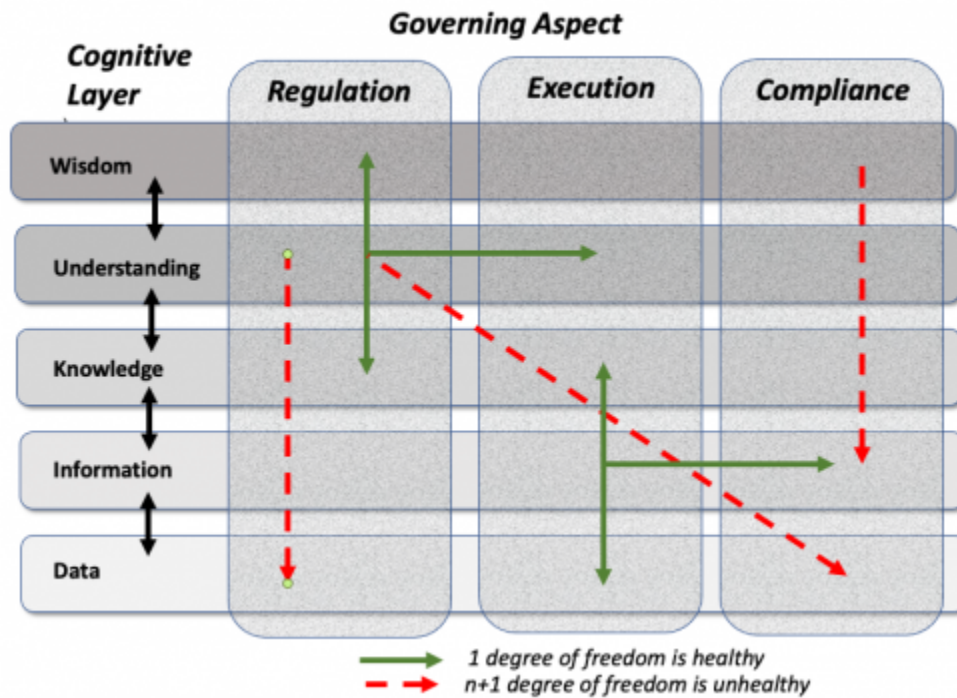 Governing Aspect
Cognitive
Layer
Regulation
Execution
Compliance
Wisdom
Understanding
Knowledge
Information
Data
1 degree of freedom is healthy
n+1 degree of freedom is unhealthy